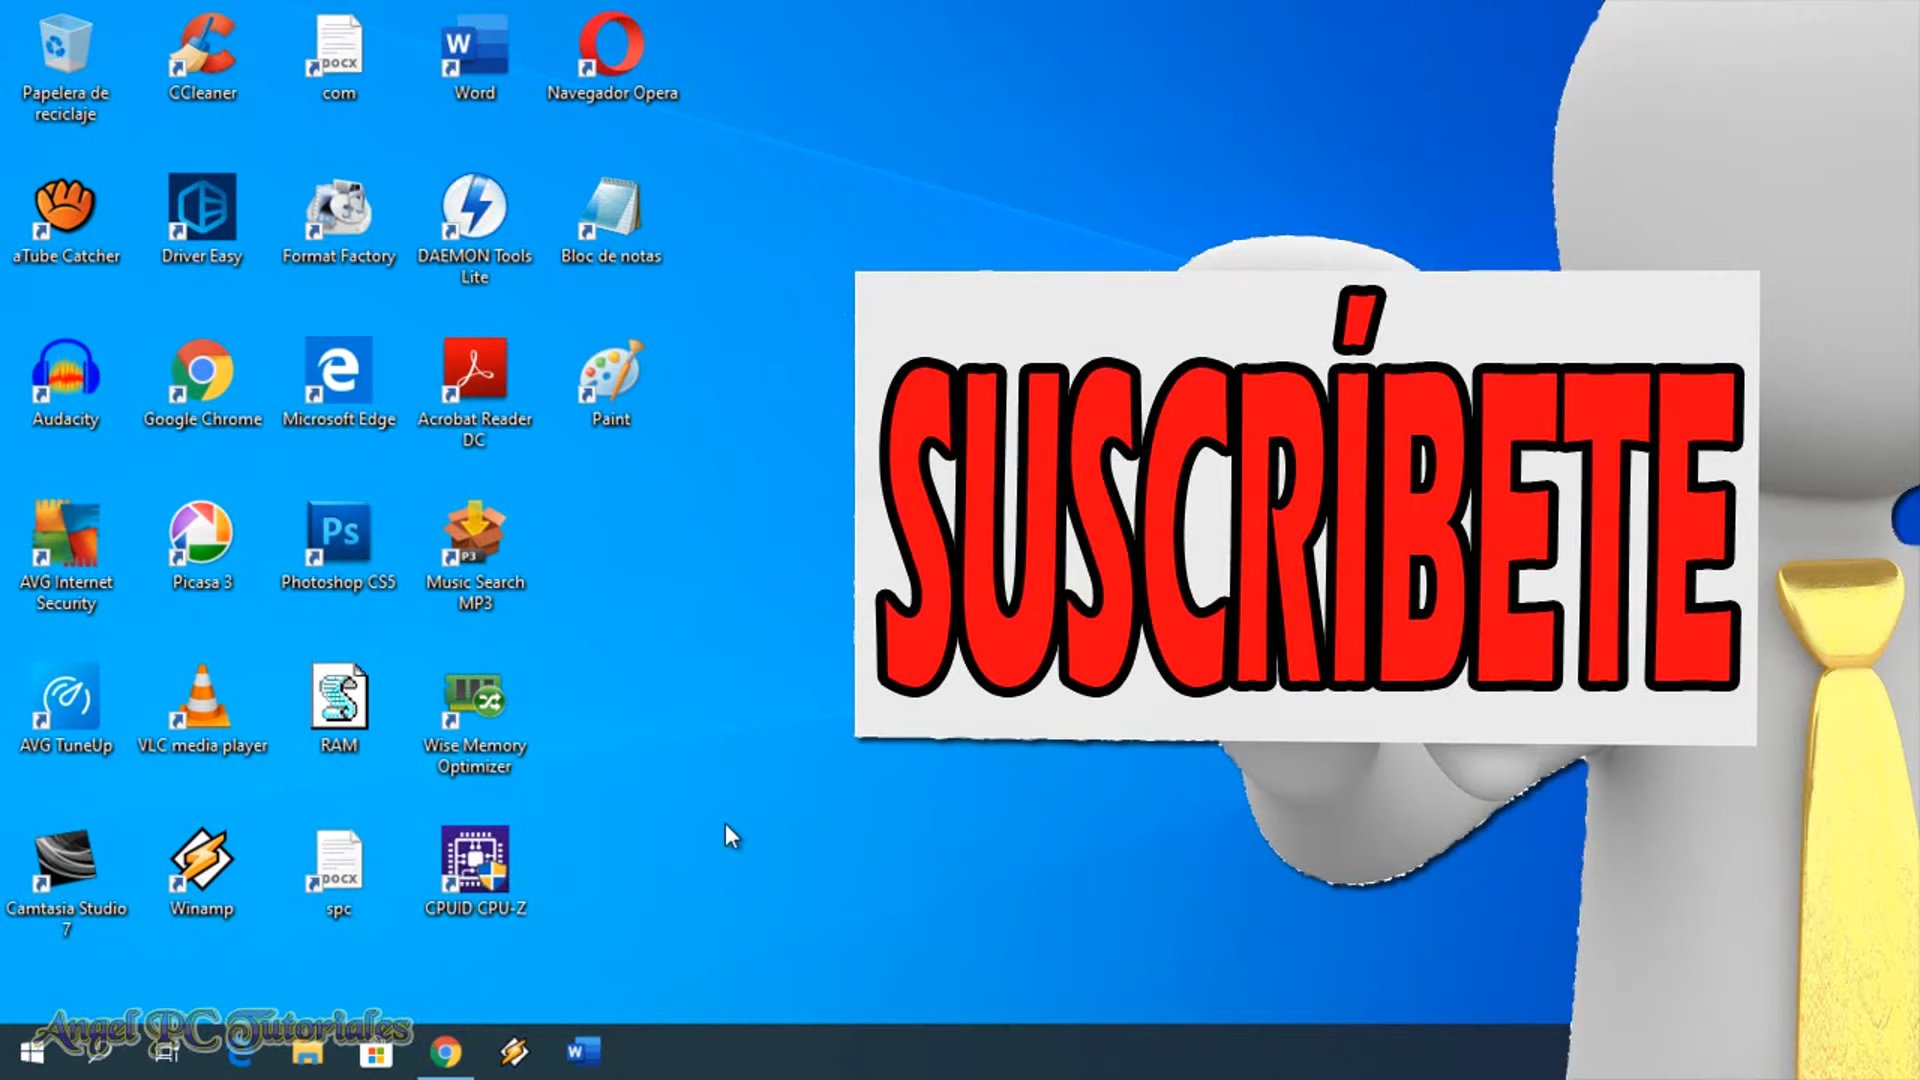 Papelera de
reciclaje
CCleaner
DOCX
com
W
Word
Navegador Opera
aTube Catcher
Driver Easy
Format Factory
DAEMON Tools
Lite
Bloc de notas
Audacity
Google Chrome
Microsoft Edge
Acrobat Reader
DC
Paint
AVG Internet
Security
Picasa 3
Ps
Photoshop CS5
P3
Music Search
MP3
AVG TuneUp
VLC media player
RAM
Wise Memory
Optimizer
Camtasia Studio
7
Winamp
DOCX
spc
CPUID CPU-Z
SUSCRÍBETE
Angel PC Tutoriales
W